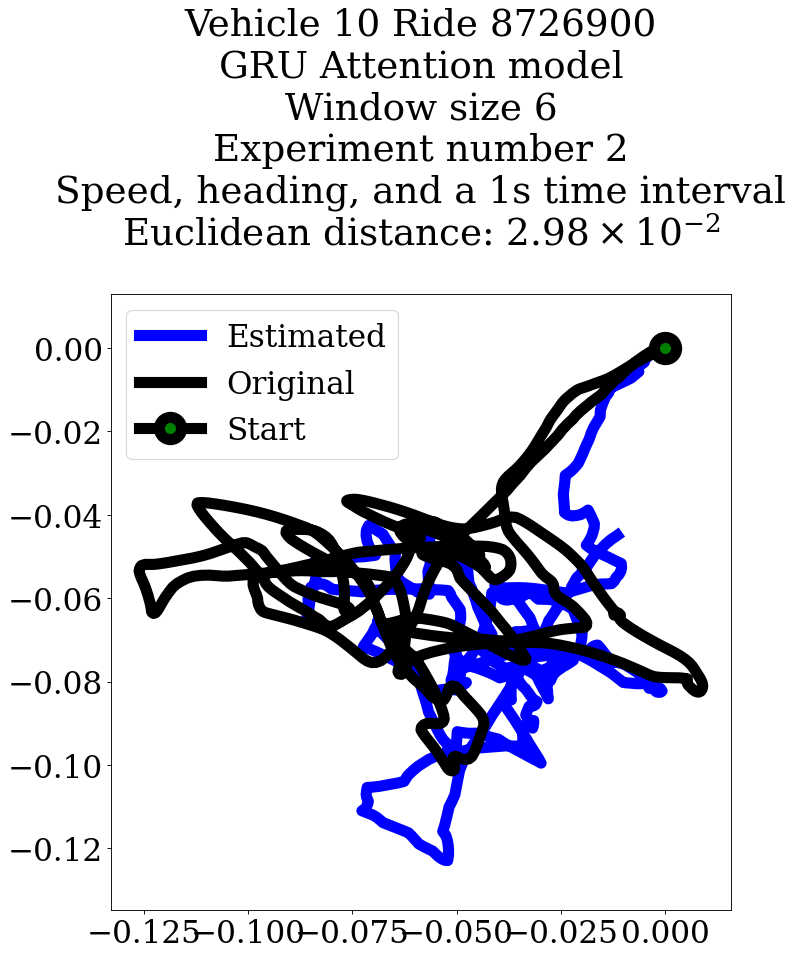 Vehicle 10 Ride 8726900
GRU Attention model
Window size 6
Experiment number 2
Speed, heading, and a 1s time interval
Euclidean distance: 2.98 × 10⁻²
Estimated
Original
Start
0.00
−0.02
−0.04
−0.06
−0.08
−0.10
−0.12
−0.125 −0.100 −0.075 −0.050 −0.025 0.000